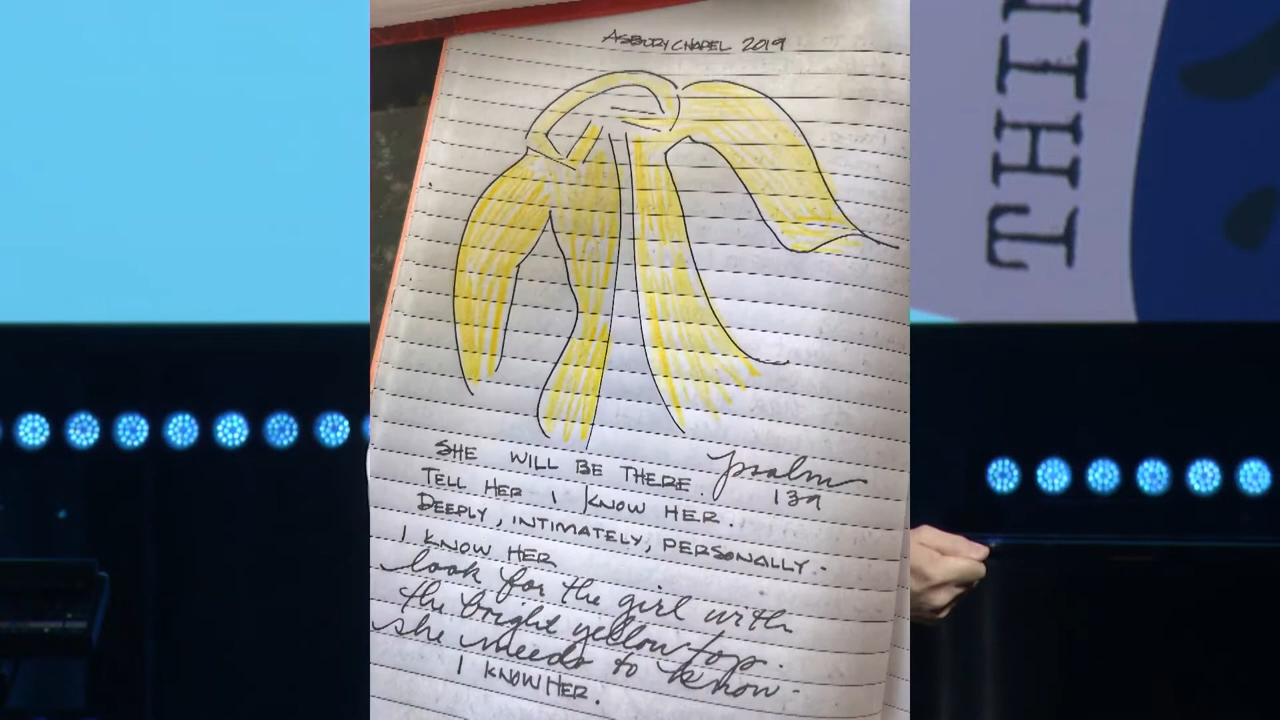 ASBURY CHAPEL 2019
SHE WILL BE THERE. Psalm
139
TELL HER I KNOW HER.
DEEPLY, INTIMATELY, PERSONALLY.
I KNOW HER
look for the girl with
the bright yellow top.
she needs to know.
I KNOW HER.
THI